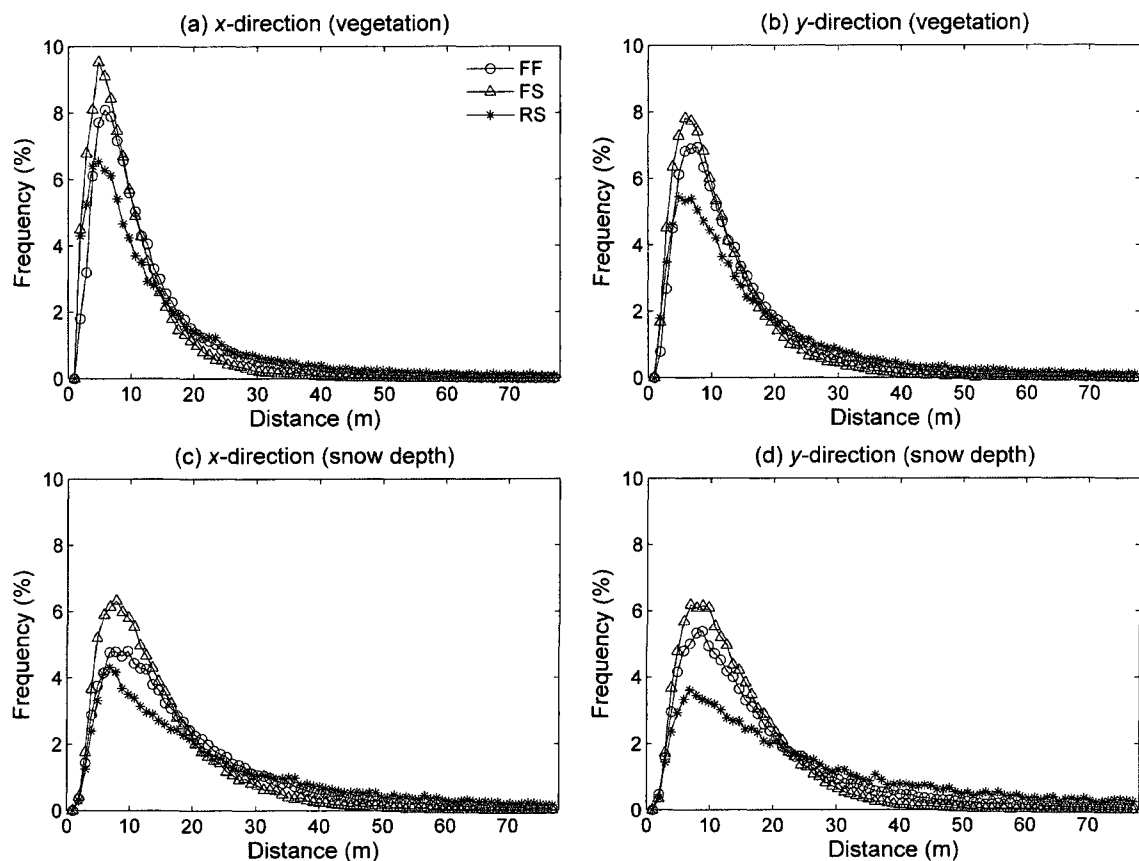 (a) x-direction (vegetation)
10
8
6
4
2
0
Frequency (%)
FF
FS
RS
0 10 20 30 40 50 60 70
Distance (m)
(b) y-direction (vegetation)
10
8
6
4
2
0
Frequency (%)
0 10 20 30 40 50 60 70
Distance (m)
(c) x-direction (snow depth)
10
8
6
4
2
0
Frequency (%)
0 10 20 30 40 50 60 70
Distance (m)
(d) y-direction (snow depth)
10
8
6
4
2
0
Frequency (%)
0 10 20 30 40 50 60 70
Distance (m)